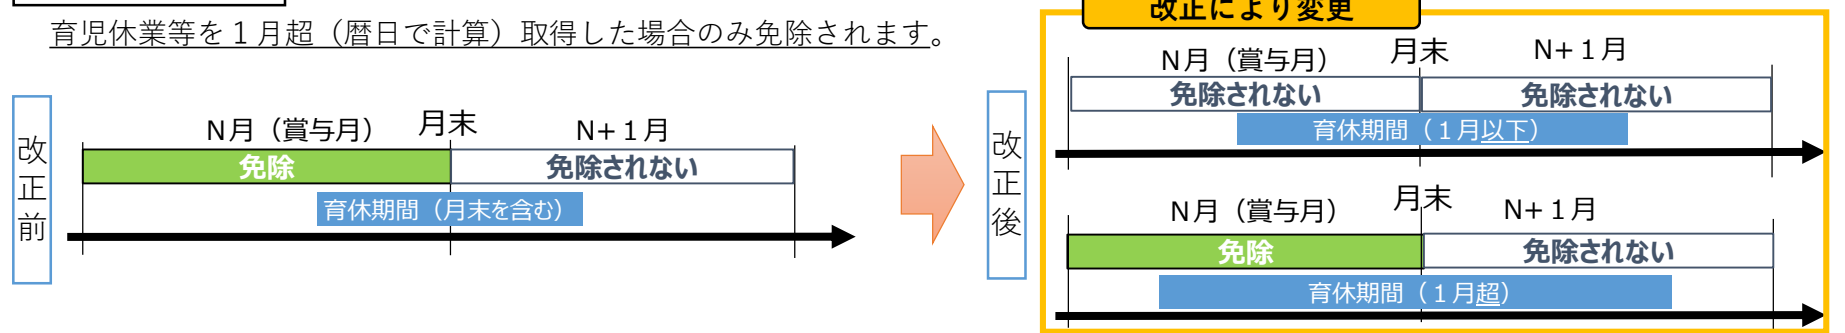 育児休業等を１月超（暦日で計算）取得した場合のみ免除されます。
改正前
N月（賞与月）
月末
N+１月
免除
免除されない
育休期間（月末を含む）
改正後
改正により変更
N月（賞与月）
月末
N+１月
免除されない
免除されない
育休期間（１月以下）
N月（賞与月）
月末
N+１月
免除
免除されない
育休期間（１月超）